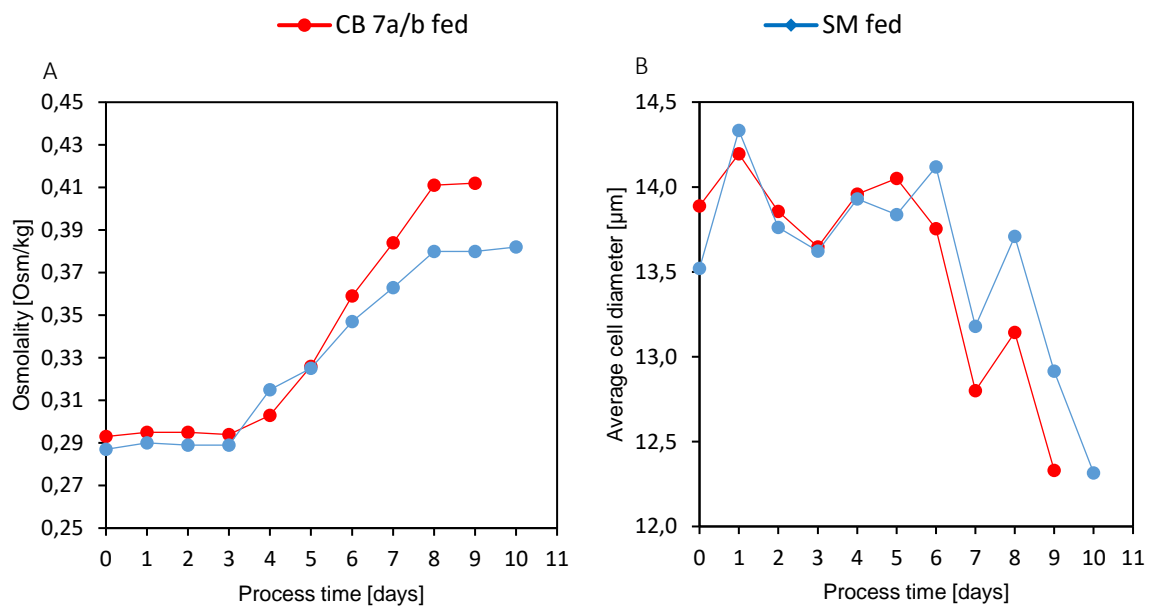 CB 7a/b fed
SM fed
A
0,45
0,43
0,41
0,39
0,37
0,35
0,33
0,31
0,29
0,27
0,25
Osmolality [Osm/kg]
0 1 2 3 4 5 6 7 8 9 10 11
Process time [days]
B
14,5
14,0
13,5
13,0
12,5
12,0
Average cell diameter [µm]
0 1 2 3 4 5 6 7 8 9 10 11
Process time [days]